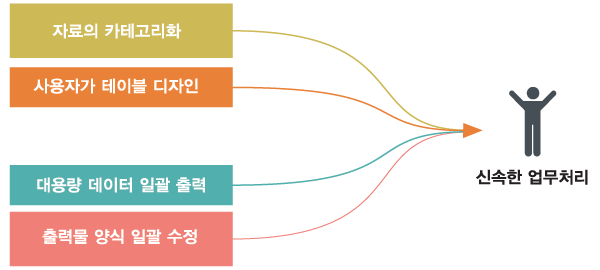 자료의 카테고리화
사용자가 테이블 디자인
대용량 데이터 일괄 출력
출력물 양식 일괄 수정
신속한 업무처리